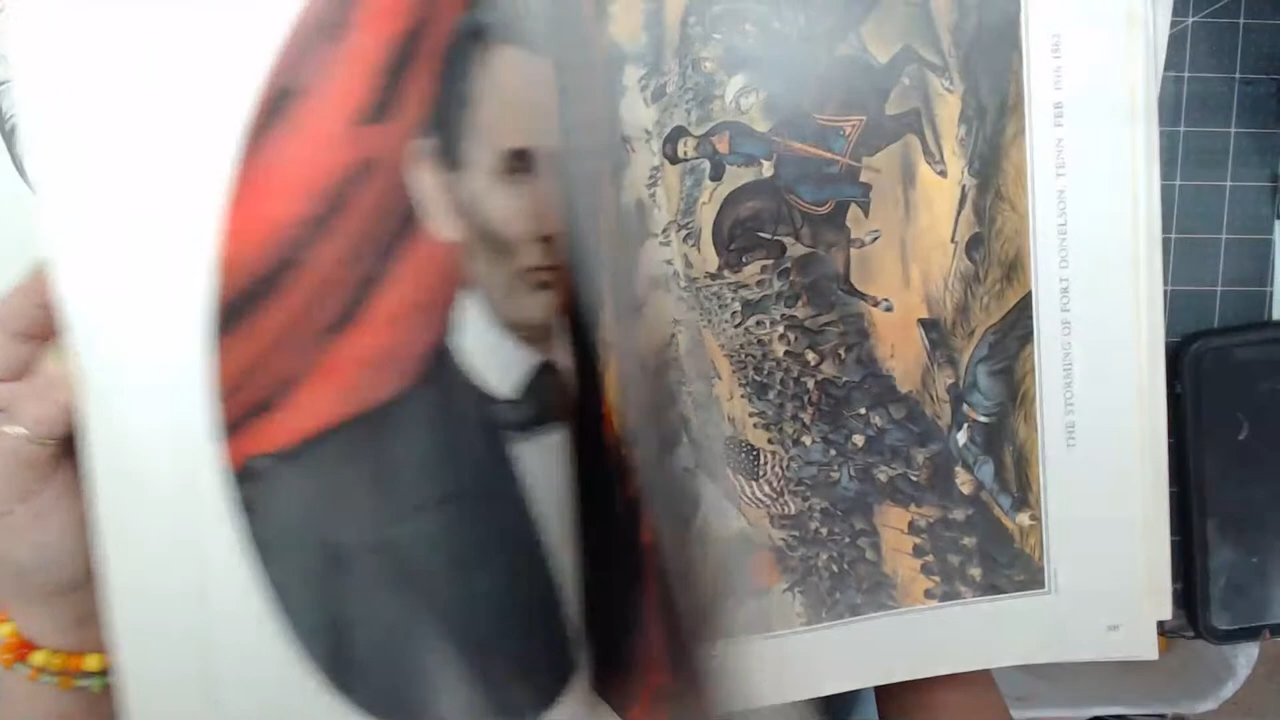 THE STORMING OF FORT DONELSON, TENN FEB 15TH 1862